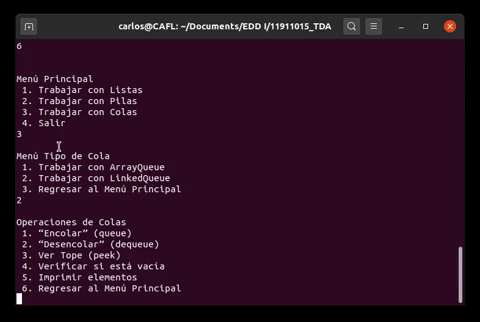 carlos@CAFL: ~/Documents/EDD I/11911015_TDA
6
Menú Principal
1. Trabajar con Listas
2. Trabajar con Pilas
3. Trabajar con Colas
4. Salir
3
Menú Tipo de Cola
1. Trabajar con ArrayQueue
2. Trabajar con LinkedQueue
3. Regresar al Menú Principal
2
Operaciones de Colas
1. “Encolar” (queue)
2. “Desencolar” (dequeue)
3. Ver Tope (peek)
4. Verificar si está vacia
5. Imprimir elementos
6. Regresar al Menú Principal